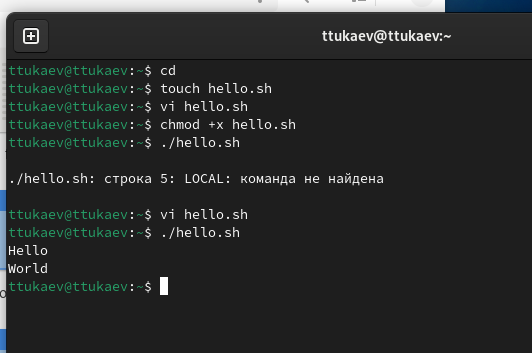 ttukaev@ttukaev:~
ttukaev@ttukaev:~$ cd
ttukaev@ttukaev:~$ touch hello.sh
ttukaev@ttukaev:~$ vi hello.sh
ttukaev@ttukaev:~$ chmod +x hello.sh
ttukaev@ttukaev:~$ ./hello.sh
./hello.sh: строка 5: LOCAL: команда не найдена
ttukaev@ttukaev:~$ vi hello.sh
ttukaev@ttukaev:~$ ./hello.sh
Hello
World
ttukaev@ttukaev:~$